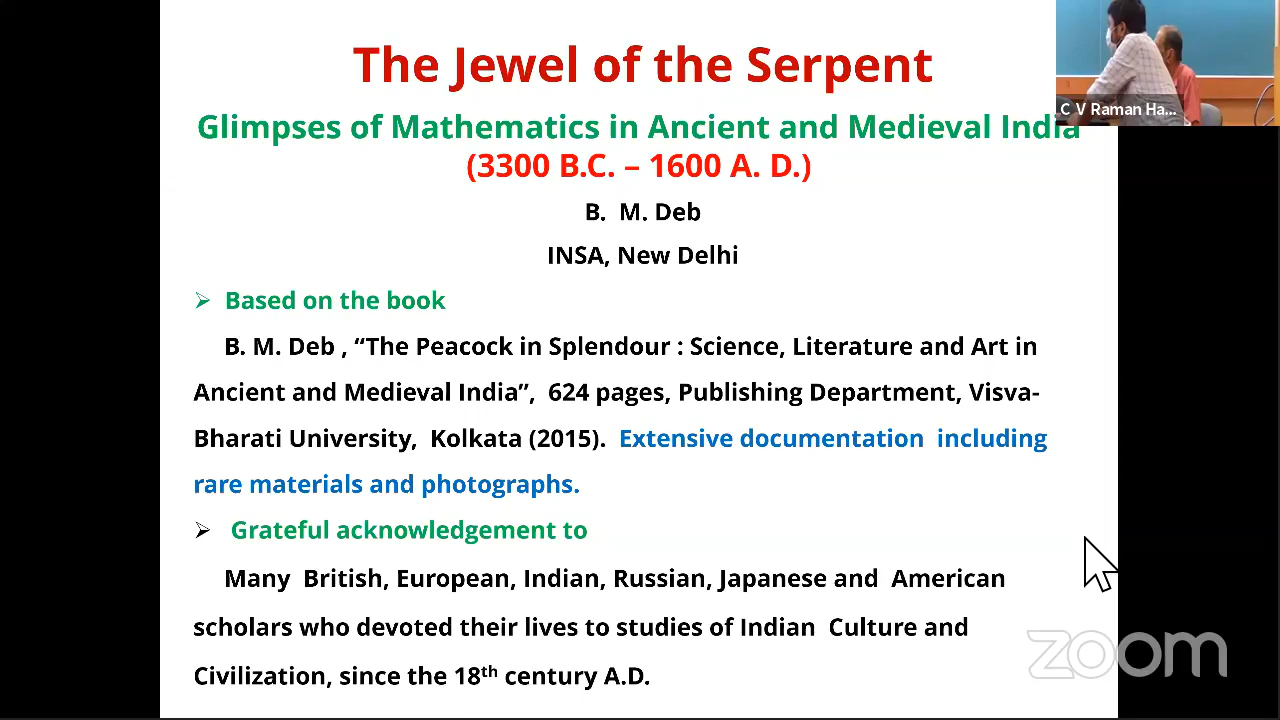 The Jewel of the Serpent
Glimpses of Mathematics in Ancient and Medieval India
(3300 B.C. – 1600 A. D.)
B. M. Deb
INSA, New Delhi
C V Raman Ha...
➢ Based on the book
B. M. Deb , “The Peacock in Splendour : Science, Literature and Art in
Ancient and Medieval India”, 624 pages, Publishing Department, Visva-
Bharati University, Kolkata (2015). Extensive documentation including
rare materials and photographs.
➢ Grateful acknowledgement to
Many British, European, Indian, Russian, Japanese and American
scholars who devoted their lives to studies of Indian Culture and
Civilization, since the 18th century A.D.
zoom